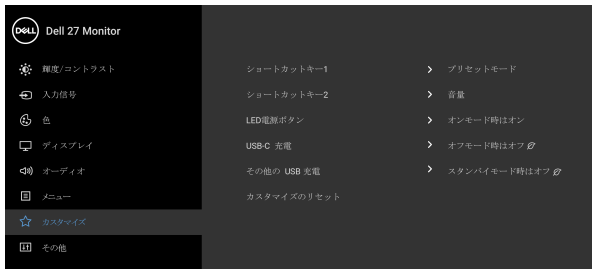 DELL Dell 27 Monitor
輝度/コントラスト
入力信号
色
ディスプレイ
オーディオ
メニュー
カスタマイズ
その他
ショートカットキー1 プリセットモード
ショートカットキー2 音量
LED電源ボタン オンモード時はオン
USB-C 充電 オフモード時はオフ
その他の USB 充電 スタンバイモード時はオフ
カスタマイズのリセット